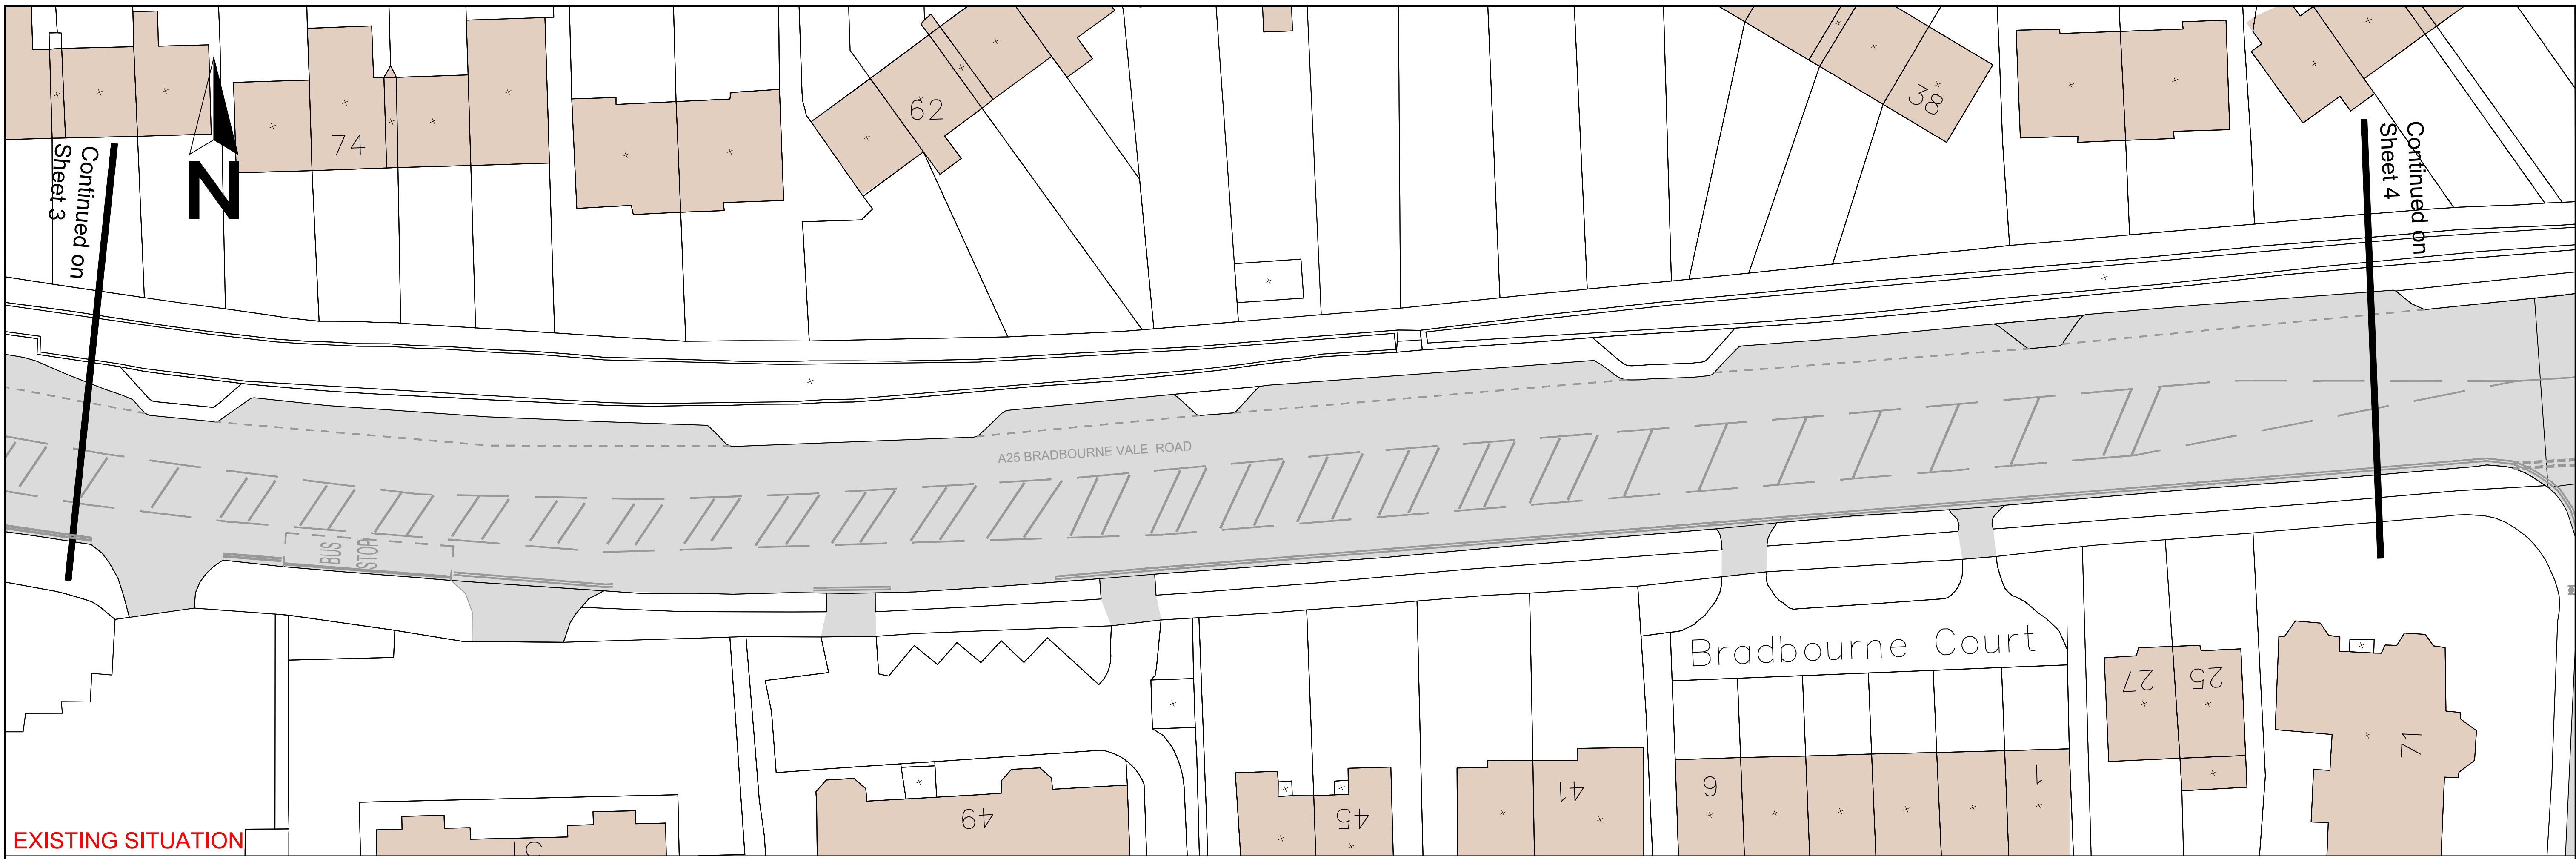 Continued on
Sheet 3
N
74
62
38
Continued on
Sheet 4
A25 BRADBOURNE VALE ROAD
BUS
STOP
Bradbourne Court
27
25
71
49
45
41
6
1
EXISTING SITUATION